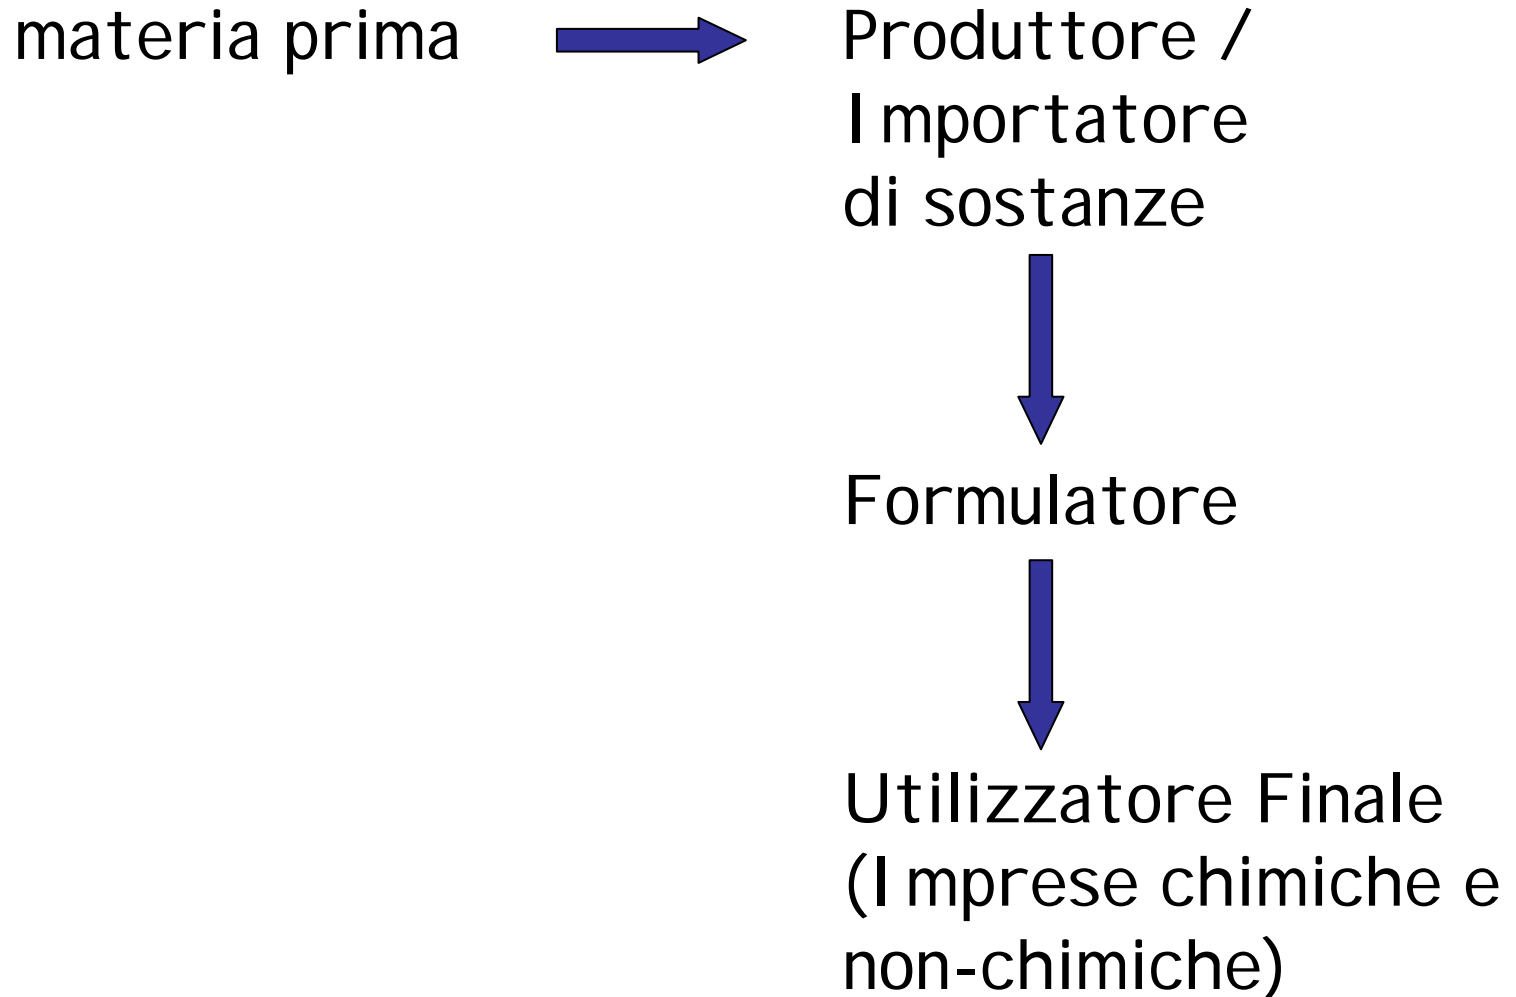 materia prima
Produttore /
Importatore
di sostanze
Formulatore
Utilizzatore Finale
(Imprese chimiche e
non-chimiche)